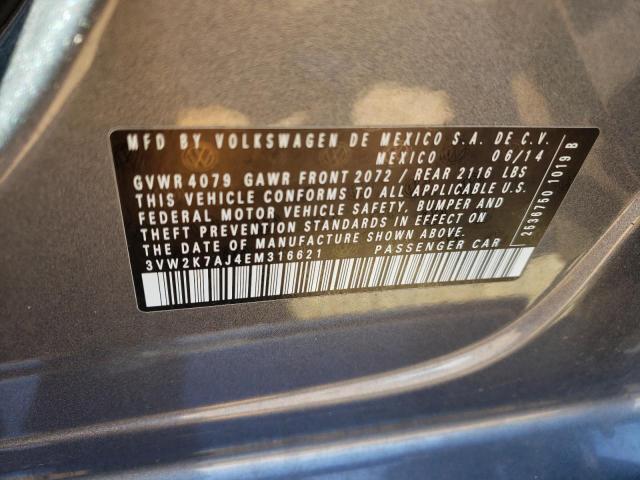 MFD BY VOLKSWAGEN DE MEXICO S.A. DE C.V.
MEXICO 06/14
GVWR 4079 GAWR FRONT 2072 / REAR 2116 LBS
THIS VEHICLE CONFORMS TO ALL APPLICABLE U.S.
FEDERAL MOTOR VEHICLE SAFETY, BUMPER AND
THEFT PREVENTION STANDARDS IN EFFECT ON
THE DATE OF MANUFACTURE SHOWN ABOVE.
3VW2K7AJ4EM316621 PASSENGER CAR
2536750 1019 B